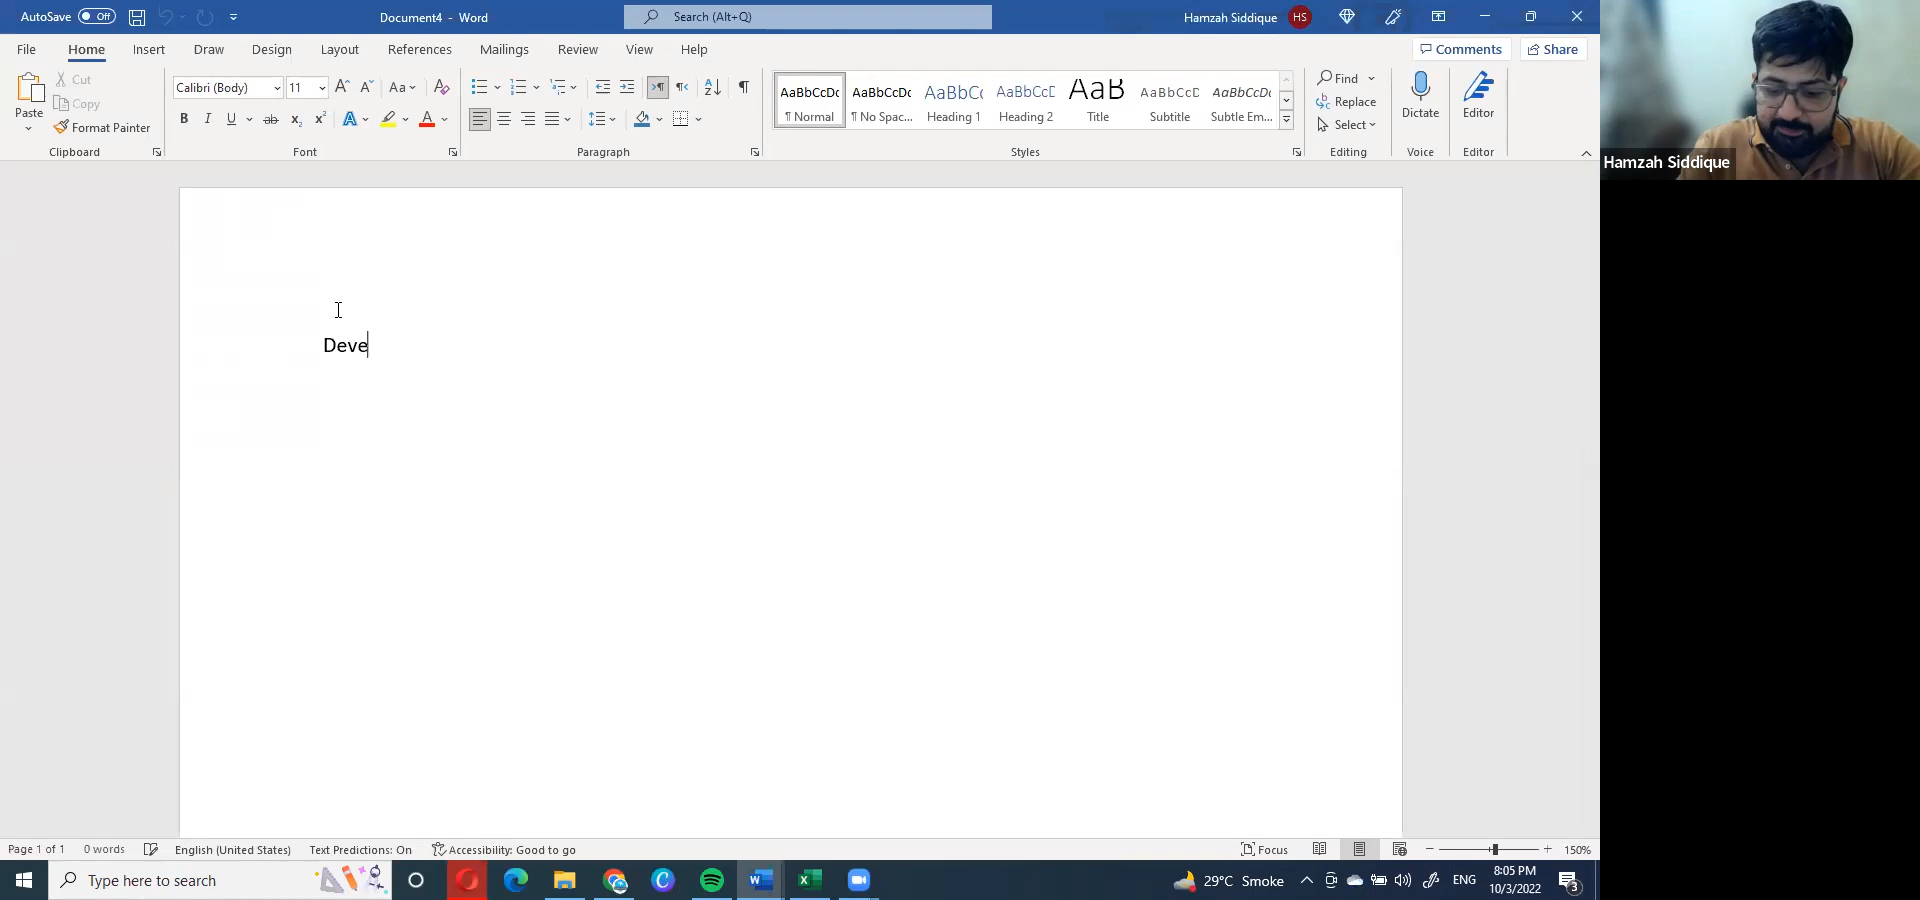 AutoSave Off Document4 - Word Search (Alt+Q) Hamzah Siddique HS
File Home Insert Draw Design Layout References Mailings Review View Help Comments Share
Paste Cut Copy Format Painter
Clipboard
Calibri (Body) 11
Font
Paragraph
AaBbCcDc AaBbCcDc AaBbCc AaBbCcD AaB AaBbCcD AaBbCcDc
¶ Normal ¶ No Spac... Heading 1 Heading 2 Title Subtitle Subtle Em...
Styles
Find
Replace
Select
Editing
Dictate
Voice
Editor
Editor
Hamzah Siddique
Deve
Page 1 of 1 0 words English (United States) Text Predictions: On Accessibility: Good to go Focus 150%
Type here to search 29°C Smoke ENG 8:05 PM
10/3/2022 3